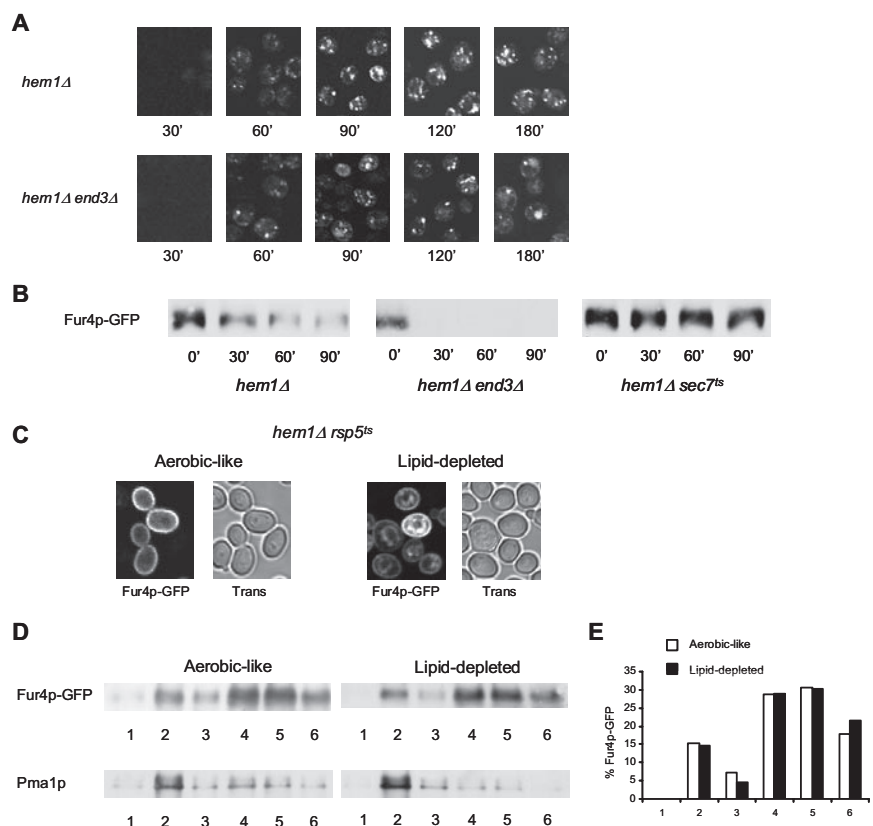 A
hem1Δ
30’ 60’ 90’ 120’ 180’
hem1Δ end3Δ
30’ 60’ 90’ 120’ 180’
B
Fur4p-GFP
0’ 30’ 60’ 90’ 0’ 30’ 60’ 90’ 0’ 30’ 60’ 90’
hem1Δ hem1Δ end3Δ hem1Δ sec7ts
C
hem1Δ rsp5ts
Aerobic-like Lipid-depleted
Fur4p-GFP Trans Fur4p-GFP Trans
D
Aerobic-like Lipid-depleted
Fur4p-GFP
1 2 3 4 5 6 1 2 3 4 5 6
Pma1p
1 2 3 4 5 6 1 2 3 4 5 6
E
Aerobic-like
Lipid-depleted
% Fur4p-GFP
35
30
25
20
15
10
5
0
1 2 3 4 5 6